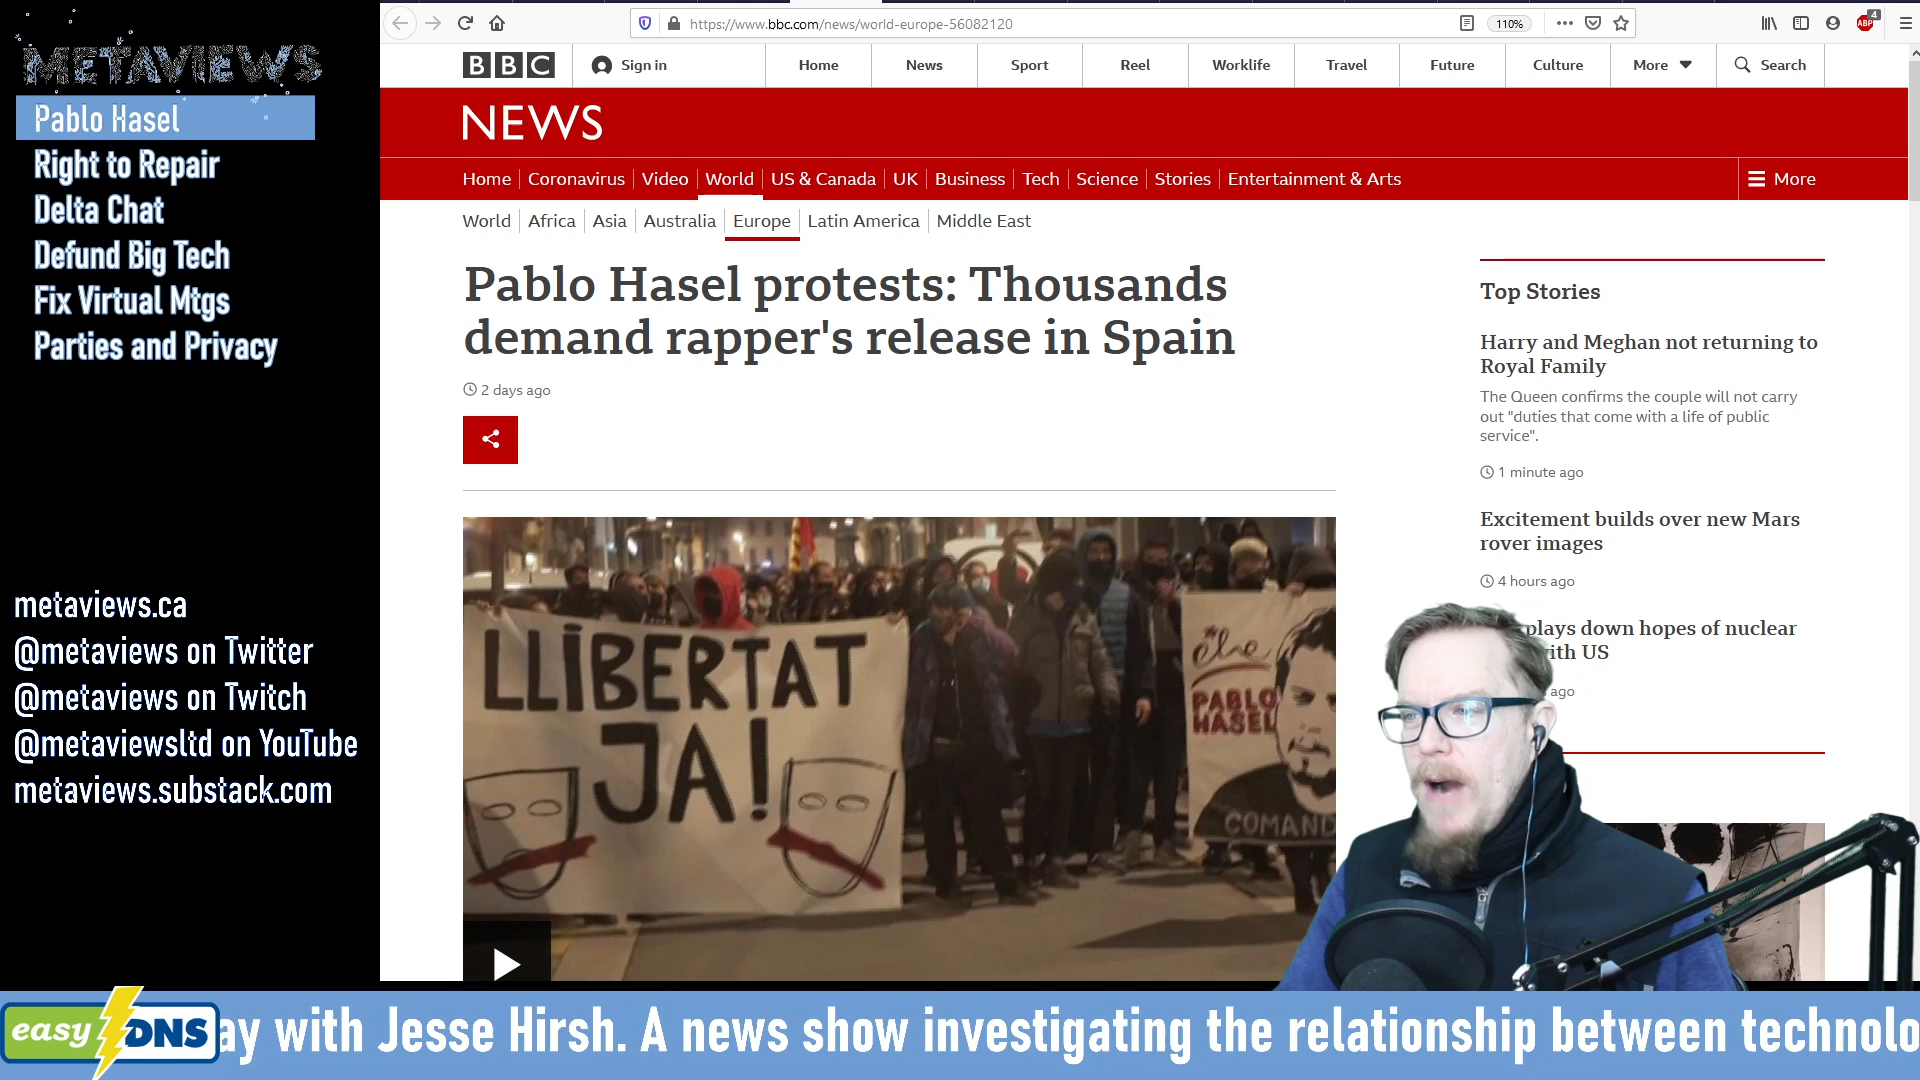 METAVIEWS
Pablo Hasel
Right to Repair
Delta Chat
Defund Big Tech
Fix Virtual Mtgs
Parties and Privacy
metaviews.ca
@metaviews on Twitter
@metaviews on Twitch
@metaviewsltd on YouTube
metaviews.substack.com
https://www.bbc.com/news/world-europe-56082120
110%
ABP
4
BBC
Sign in
Home
News
Sport
Reel
Worklife
Travel
Future
Culture
More
Search
NEWS
Home
Coronavirus
Video
World
US & Canada
UK
Business
Tech
Science
Stories
Entertainment & Arts
More
World
Africa
Asia
Australia
Europe
Latin America
Middle East
Pablo Hasel protests: Thousands
demand rapper's release in Spain
2 days ago
LLIBERTAT
JA!
PABLO
HASEL
Top Stories
Harry and Meghan not returning to
Royal Family
The Queen confirms the couple will not carry
out "duties that come with a life of public
service".
1 minute ago
Excitement builds over new Mars
rover images
4 hours ago
plays down hopes of nuclear
with US
ago
easyDNS
ay with Jesse Hirsh. A news show investigating the relationship between technolo